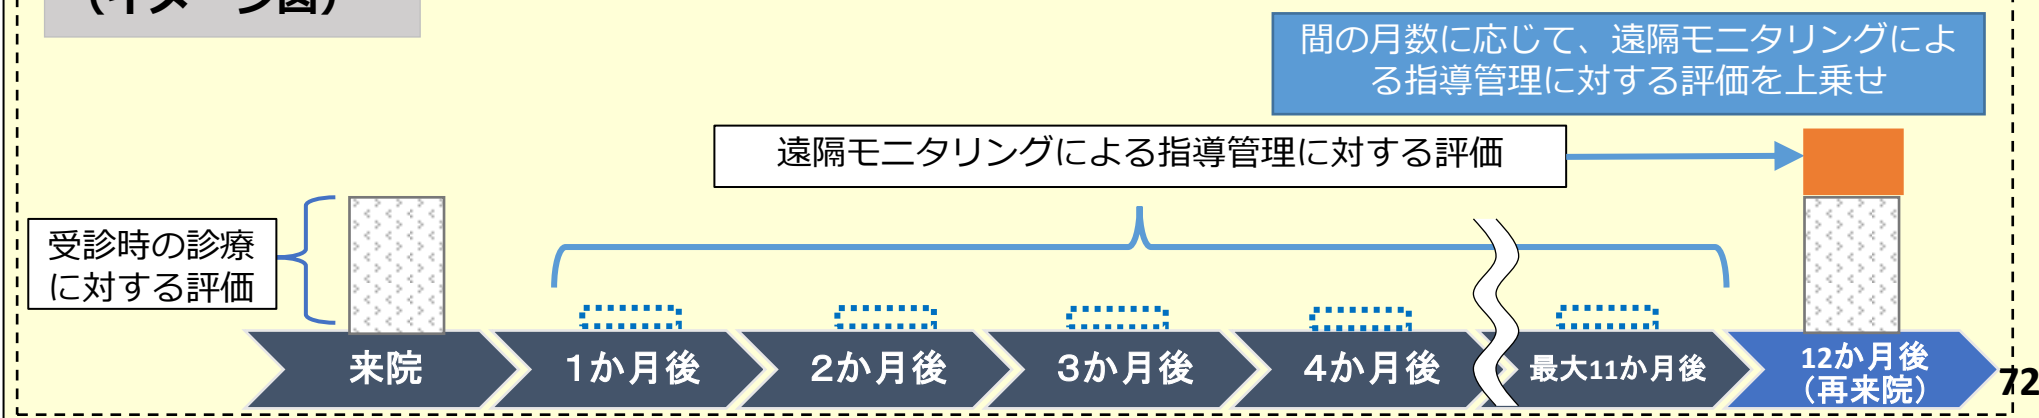 （イメージ図）
間の月数に応じて、遠隔モニタリングによ
る指導管理に対する評価を上乗せ
遠隔モニタリングによる指導管理に対する評価
受診時の診療
に対する評価
来院
1か月後
2か月後
3か月後
4か月後
最大11か月後
12か月後
（再来院）
72